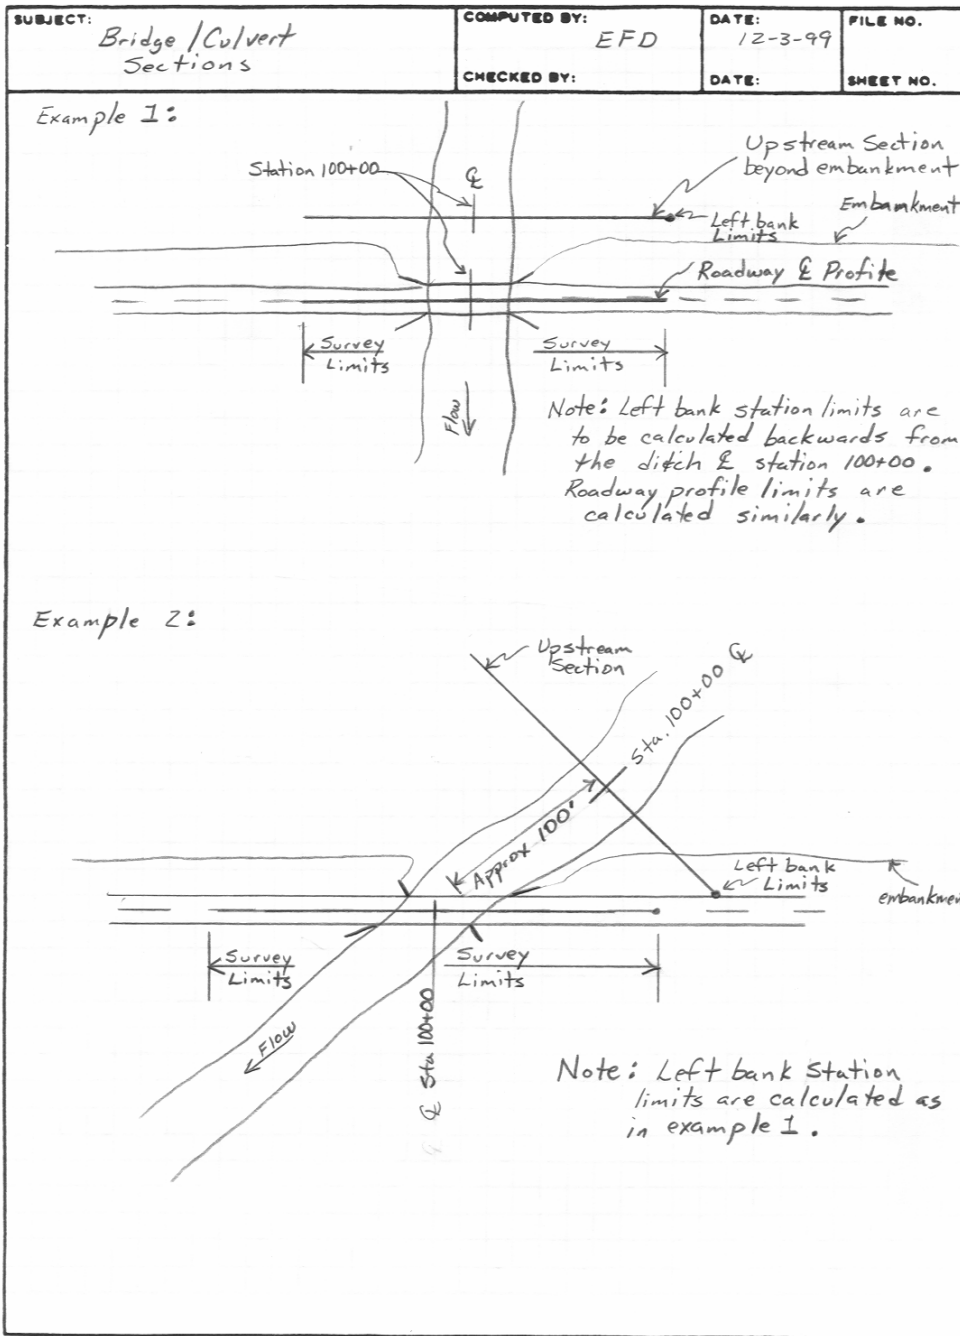 SUBJECT:
Bridge / Culvert
Sections
COMPUTED BY:
EFD
CHECKED BY:
DATE:
12-3-99
DATE:
FILE NO.
SHEET NO.
Example 1:
Station 100+00
℄
Upstream Section
beyond embankment
Left bank
Limits
Embankment
Roadway ℄ Profile
Survey
Limits
Survey
Limits
Flow
Note: Left bank station limits are
to be calculated backwards from
the ditch ℄ station 100+00.
Roadway profile limits are
calculated similarly.
Example 2:
Upstream
Section
Sta. 100+00 ℄
Approx 100'
Left bank
Limits
embankmen
Survey
Limits
Survey
Limits
Flow
℄ Sta 100+00
Note: Left bank Station
limits are calculated as
in example 1.